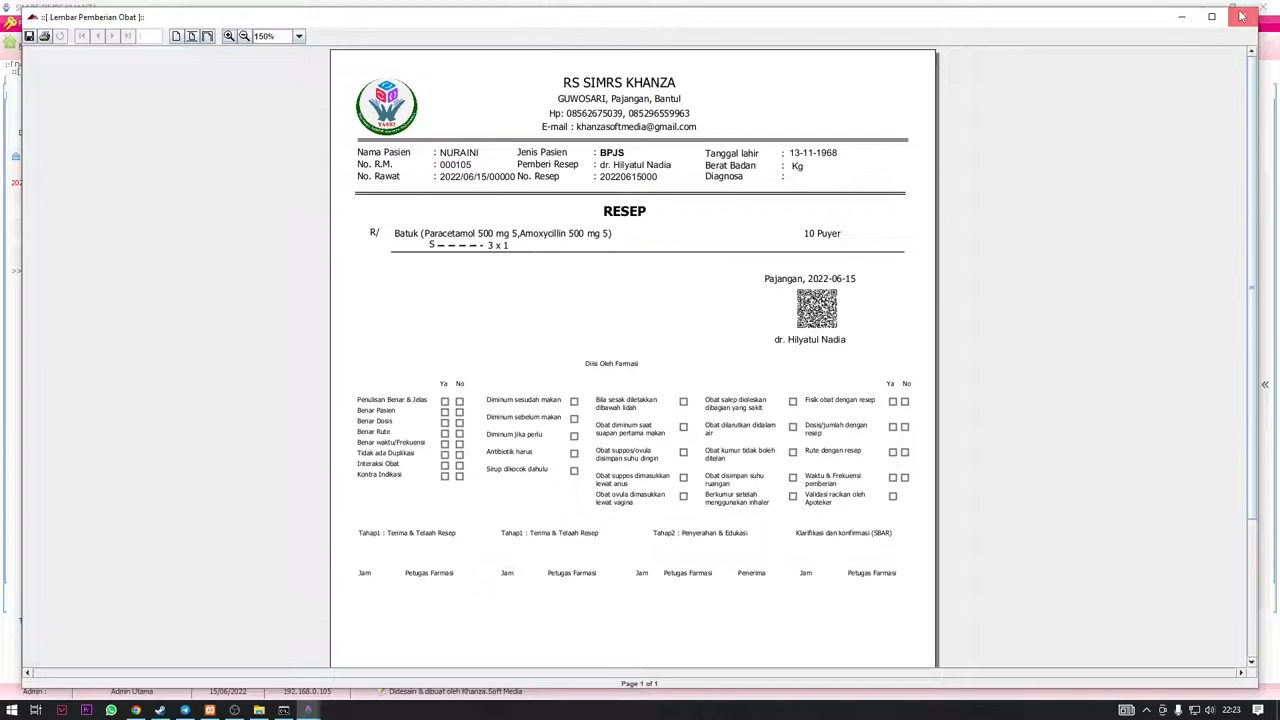 ::[ Lembar Pemberian Obat ]::
150%
RS SIMRS KHANZA
GUWOSARI, Pajangan, Bantul
Hp: 08562675039, 085296559963
E-mail : khanzasoftmedia@gmail.com
Nama Pasien : NURAINI Jenis Pasien : BPJS Tanggal lahir : 13-11-1968
No. R.M. : 000105 Pemberi Resep : dr. Hilyatul Nadia Berat Badan : Kg
No. Rawat : 2022/06/15/00000 No. Resep : 20220615000 Diagnosa :
RESEP
R/ Batuk (Paracetamol 500 mg 5,Amoxycillin 500 mg 5) 10 Puyer
S – – – – - 3 x 1
Pajangan, 2022-06-15
dr. Hilyatul Nadia
Diisi Oleh Farmasi
Ya No
Penulisan Benar & Jelas
Benar Pasien
Benar Dosis
Benar Rute
Benar waktu/Frekuensi
Tidak ada Duplikasi
Interaksi Obat
Kontra Indikasi
Diminum sesudah makan
Diminum sebelum makan
Diminum jika perlu
Antibiotik harus
Sirup dikocok dahulu
Bila sesak diletakkan
dibawah lidah
Obat diminum saat
suapan pertama makan
Obat suppos/ovula
disimpan suhu dingin
Obat suppos dimasukkan
lewat anus
Obat ovula dimasukkan
lewat vagina
Obat salep dioleskan
dibagian yang sakit
Obat dilarutkan didalam
air
Obat kumur tidak boleh
ditelan
Obat disimpan suhu
ruangan
Berkumur setelah
menggunakan inhaler
Ya No
Fisik obat dengan resep
Dosis/jumlah dengan
resep
Rute dengan resep
Waktu & Frekuensi
pemberian
Validasi racikan oleh
Apoteker
Tahap1 : Terima & Telaah Resep Tahap1 : Terima & Telaah Resep Tahap2 : Penyerahan & Edukasi Klarifikasi dan konfirmasi (SBAR)
Jam Petugas Farmasi Jam Petugas Farmasi Jam Petugas Farmasi Penerima Jam Petugas Farmasi
Page 1 of 1
Admin : Admin Utama 15/06/2022 192.168.0.105 Didesain & dibuat oleh Khanza.Soft Media
22:23